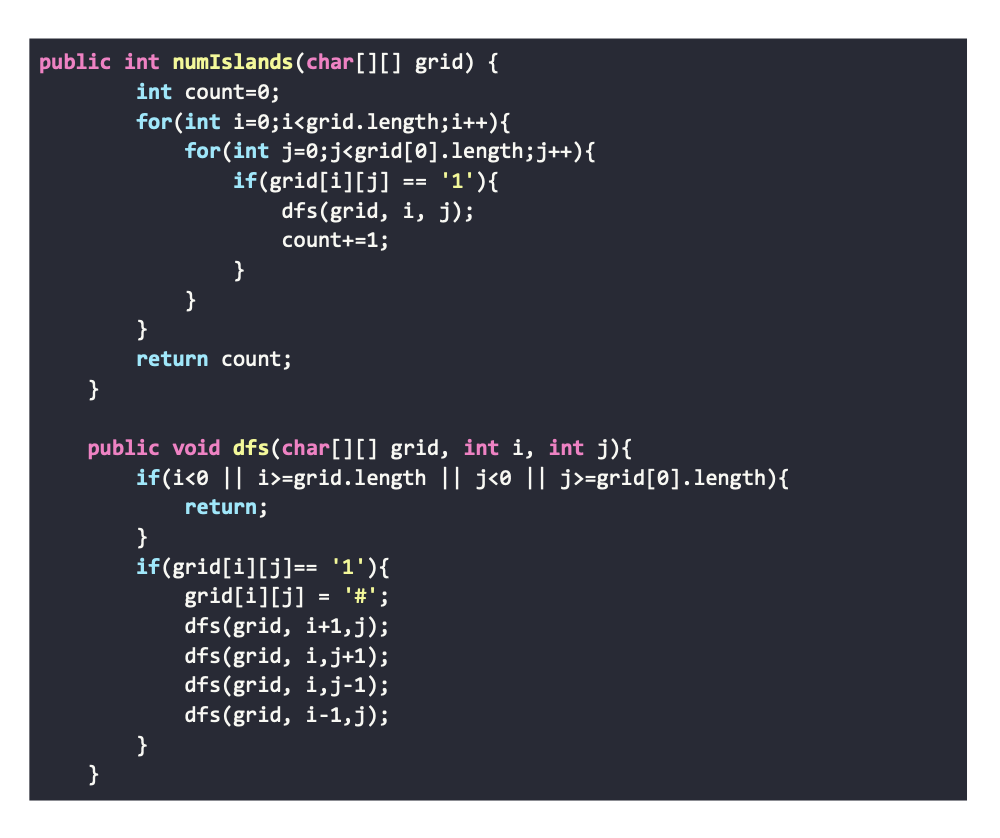 public int numIslands(char[][] grid) {
        int count=0;
        for(int i=0;i<grid.length;i++){
            for(int j=0;j<grid[0].length;j++){
                if(grid[i][j] == '1'){
                    dfs(grid, i, j);
                    count+=1;
                }
            }
        }
        return count;
    }

    public void dfs(char[][] grid, int i, int j){
        if(i<0 || i>=grid.length || j<0 || j>=grid[0].length){
            return;
        }
        if(grid[i][j]== '1'){
            grid[i][j] = '#';
            dfs(grid, i+1,j);
            dfs(grid, i,j+1);
            dfs(grid, i,j-1);
            dfs(grid, i-1,j);
        }
    }